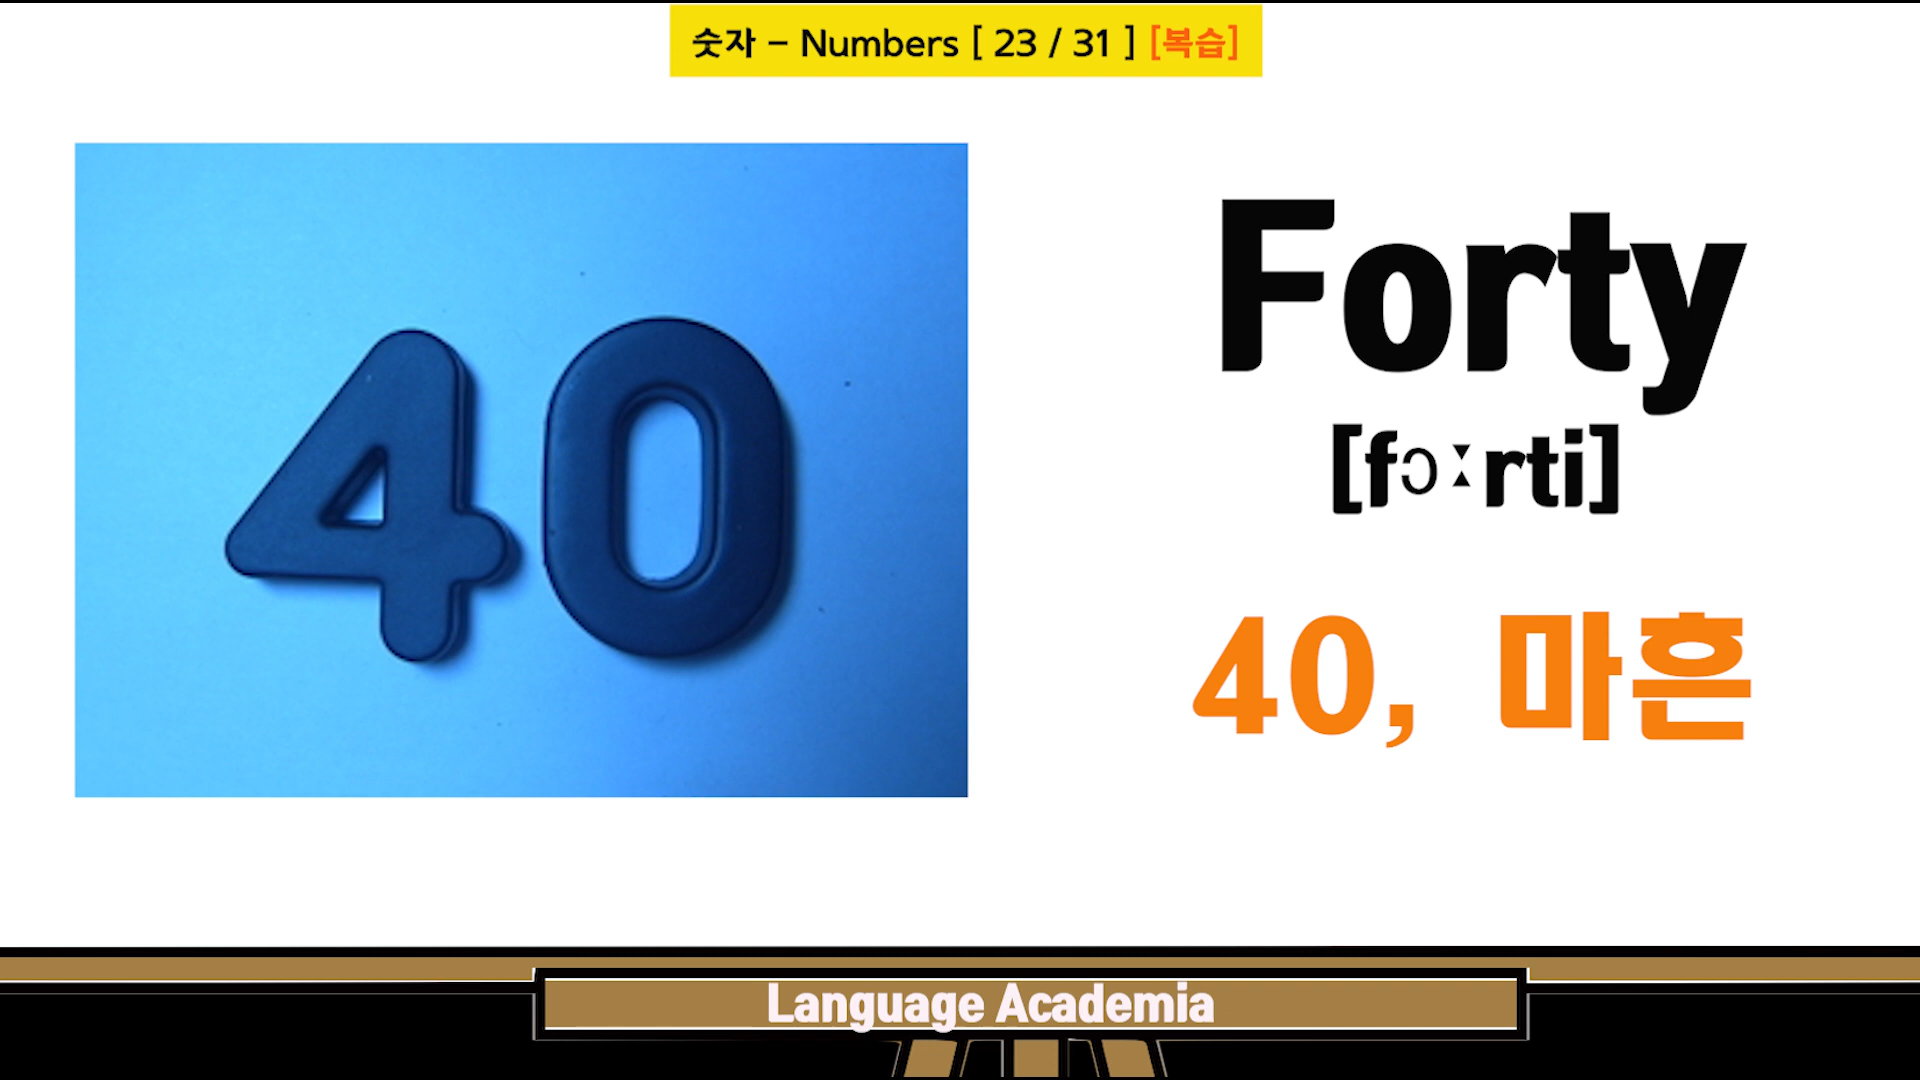 숫자 – Numbers [ 23 / 31 ] [복습]
40
Forty
[fɔːrti]
40, 마흔
Language Academia